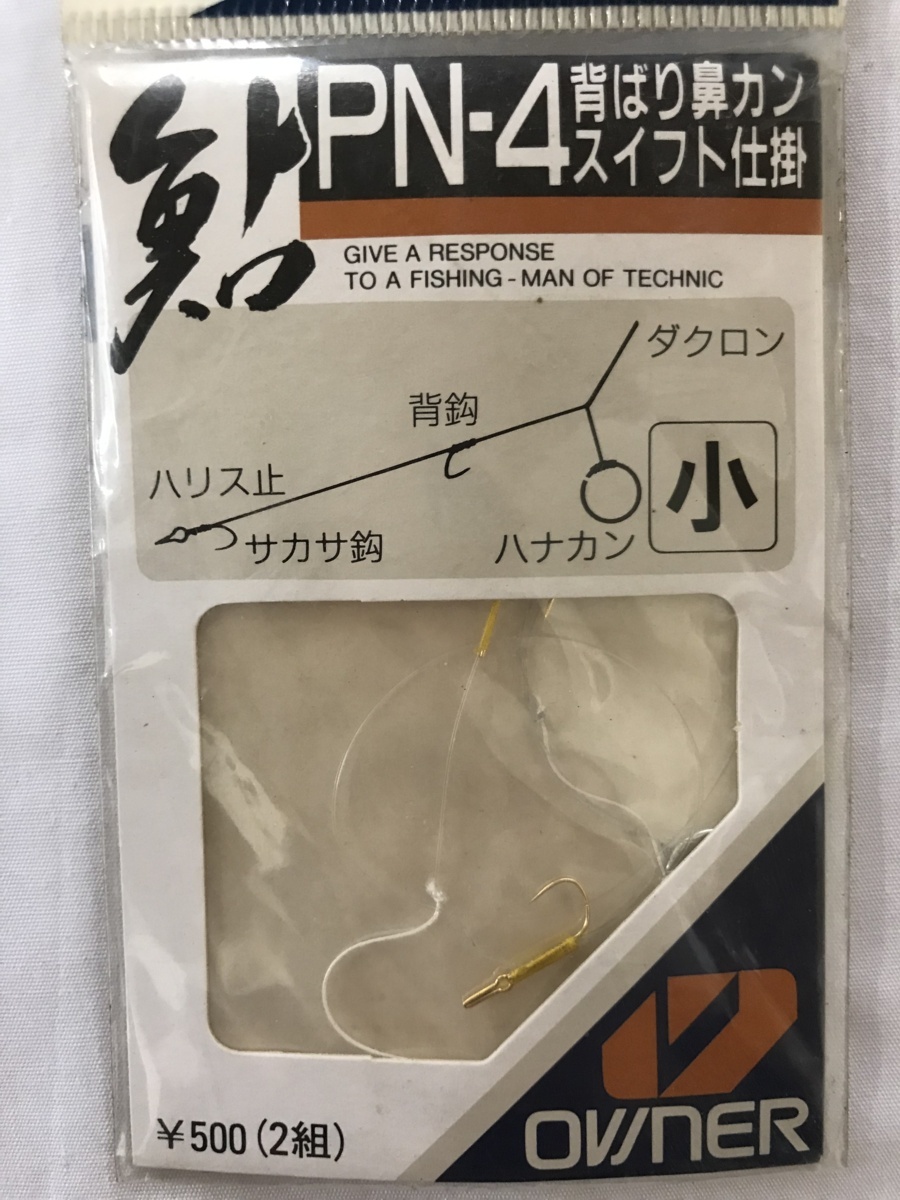 鮎
PN-4
背ばり鼻カン
スイフト仕掛
GIVE A RESPONSE
TO A FISHING-MAN OF TECHNIC
ダクロン
背鈎
ハリス止
サカサ鈎
ハナカン
小
¥500(2組)
OWNER